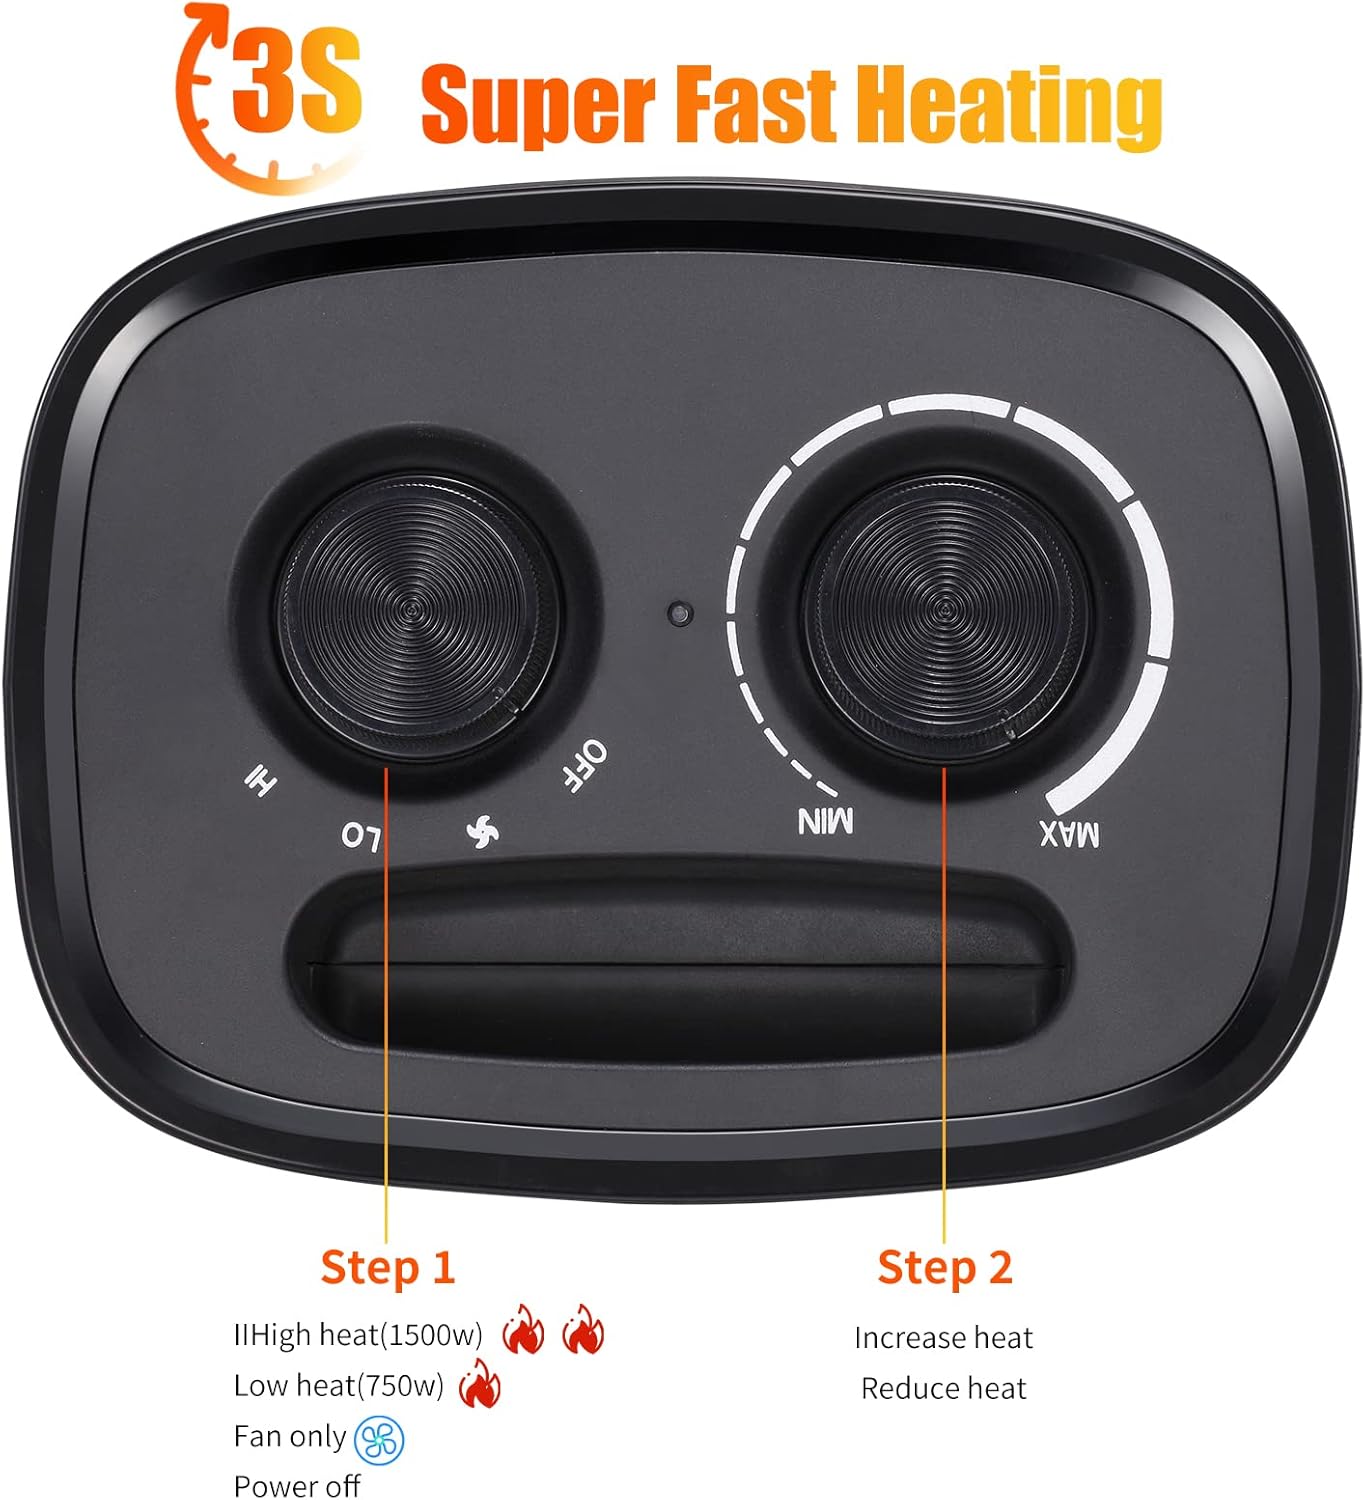 3S
Super Fast Heating
OFF
HI
LO
MIN
MAX
Step 1
Step 2
IIHigh heat(1500w)
Low heat(750w)
Fan only
Power off
Increase heat
Reduce heat